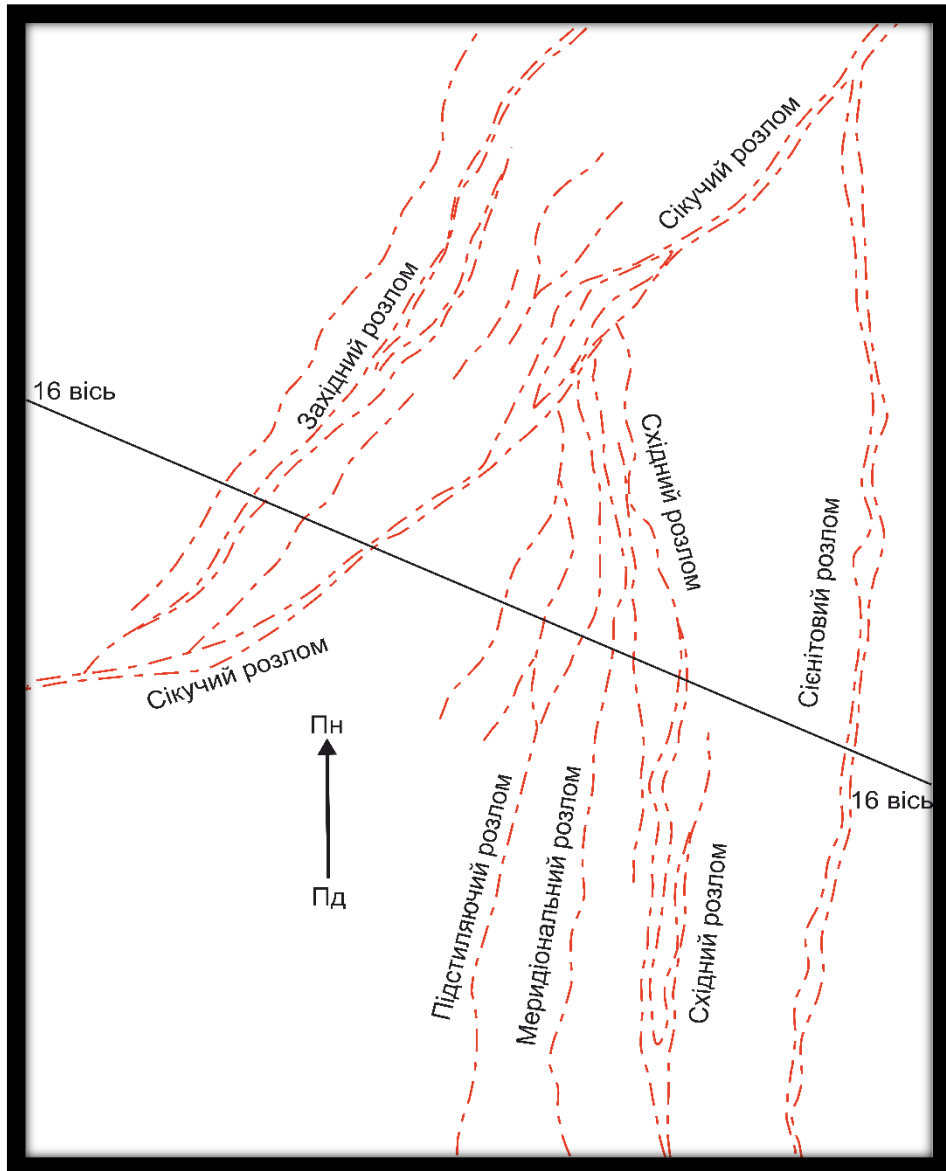 Сікучий розлом
Західний розлом
16 вісь
Східний розлом
Сієнітовий розлом
Сікучий розлом
Пн
Пд
16 вісь
Підстиляючий розлом
Меридіональний розлом
Східний розлом